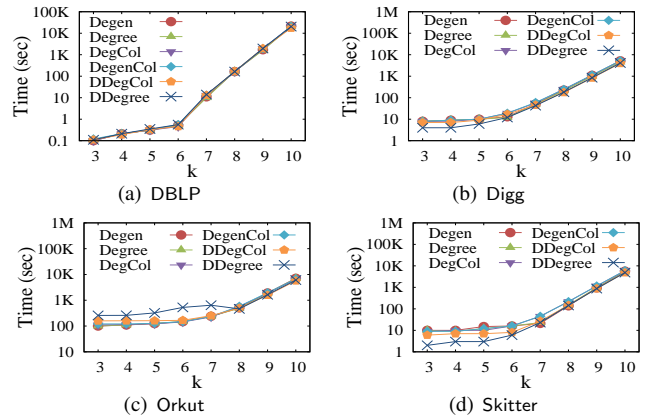 100K
10K
1K
100
10
1
0.1
Time (sec)
Degen
Degree
DegCol
DegenCol
DDegCol
DDegree
3 4 5 6 7 8 9 10
k
(a) DBLP
1M
100K
10K
1K
100
10
1
Time (sec)
Degen DegenCol
Degree DDegCol
DegCol DDegree
3 4 5 6 7 8 9 10
k
(b) Digg
1M
100K
10K
1K
100
10
Time (sec)
Degen DegenCol
Degree DDegCol
DegCol DDegree
3 4 5 6 7 8 9 10
k
(c) Orkut
1M
100K
10K
1K
100
10
1
Time (sec)
Degen DegenCol
Degree DDegCol
DegCol DDegree
3 4 5 6 7 8 9 10
k
(d) Skitter